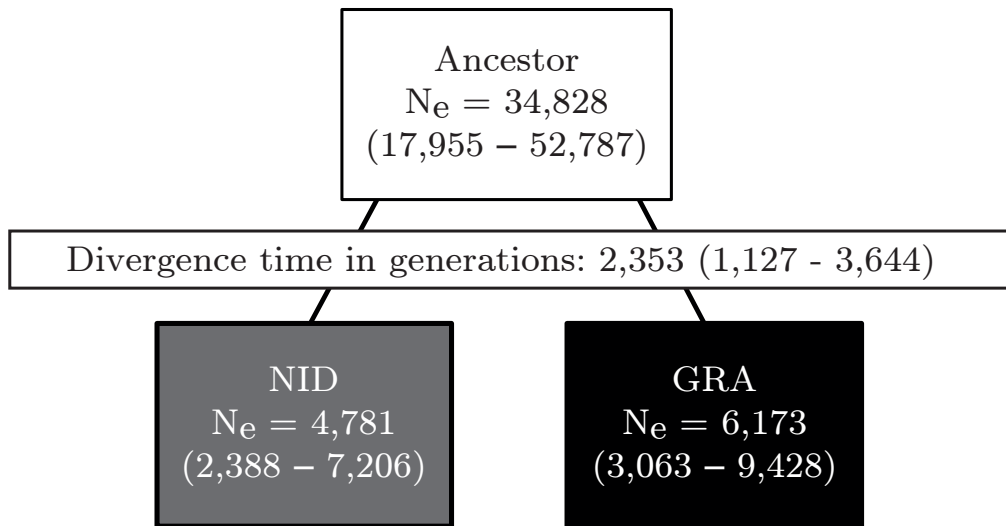 Ancestor
Ne = 34,828
(17,955 – 52,787)
Divergence time in generations: 2,353 (1,127 - 3,644)
NID
Ne = 4,781
(2,388 – 7,206)
GRA
Ne = 6,173
(3,063 – 9,428)